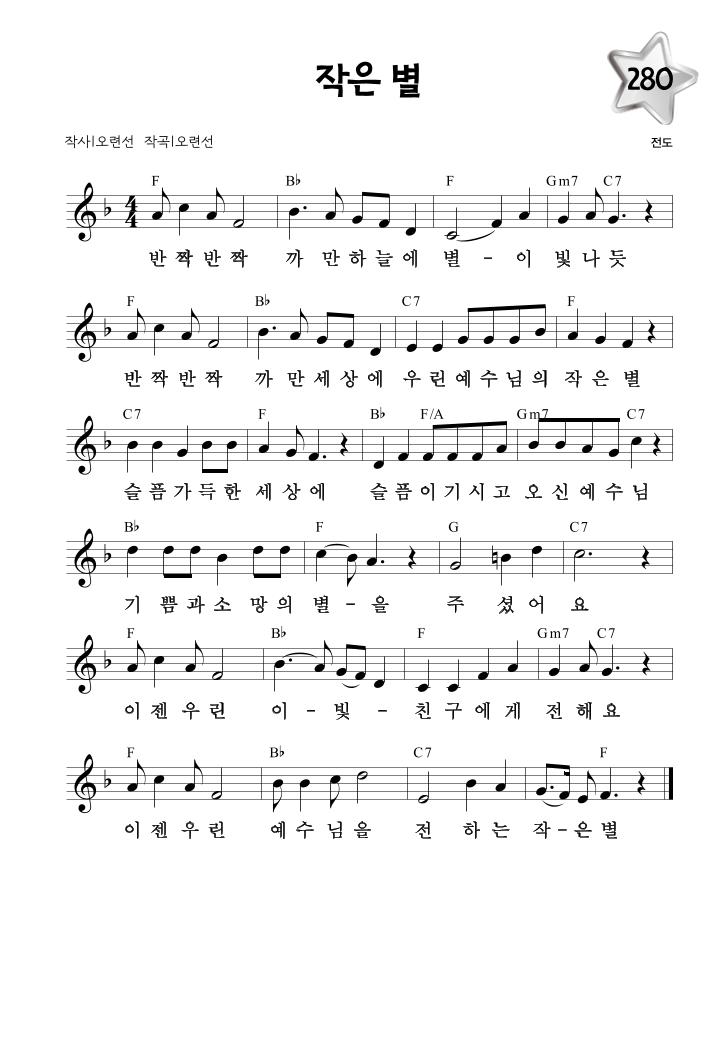 작은 별
280
작사|오련선 작곡|오련선
전도
F B♭ F Gm7 C7
4
4
반 짝 반 짝 까 만 하 늘 에 별 - 이 빛 나 듯
F B♭ C7 F
반 짝 반 짝 까 만 세 상 에 우 린 예 수 님 의 작 은 별
C7 F B♭ F/A Gm7 C7
슬 픔 가 득 한 세 상 에 슬 픔 이 기 시 고 오 신 예 수 님
B♭ F G C7
기 쁨 과 소 망 의 별 - 을 주 셨 어 요
F B♭ F Gm7 C7
이 젠 우 린 이 - 빛 - 친 구 에 게 전 해 요
F B♭ C7 F
이 젠 우 린 예 수 님 을 전 하 는 작 - 은 별